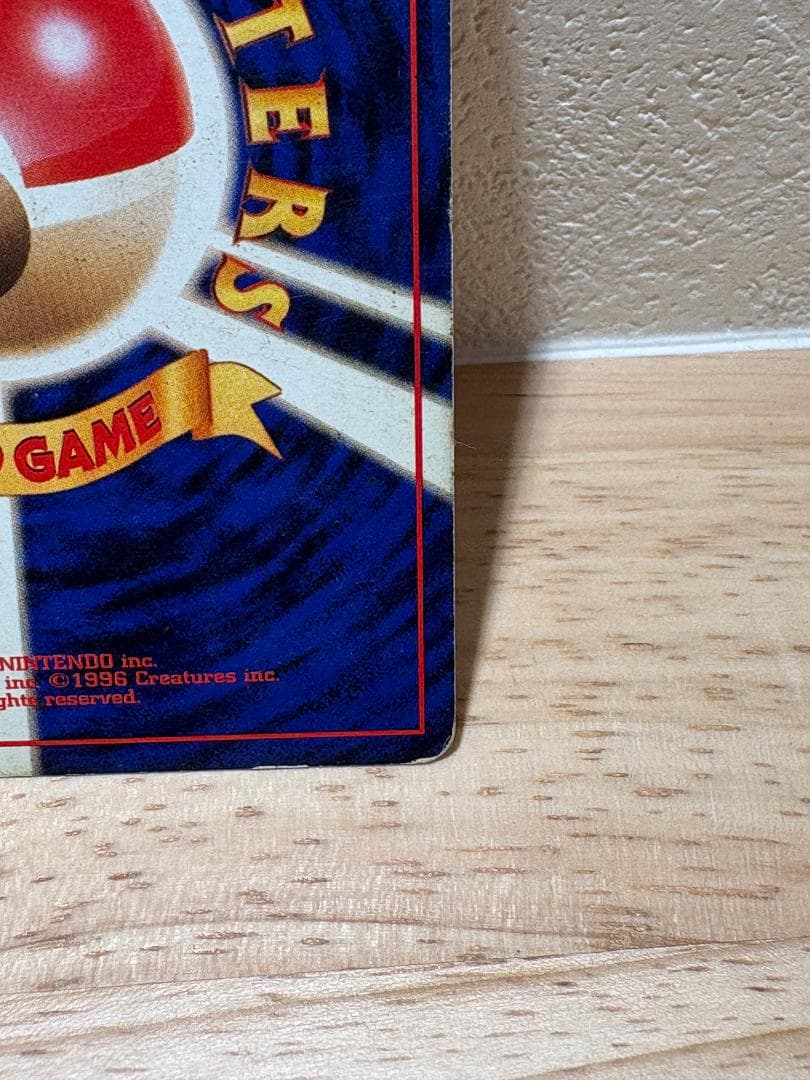 TERS
GAME
NINTENDO inc.
inc. ©1996 Creatures inc.
ghts reserved.